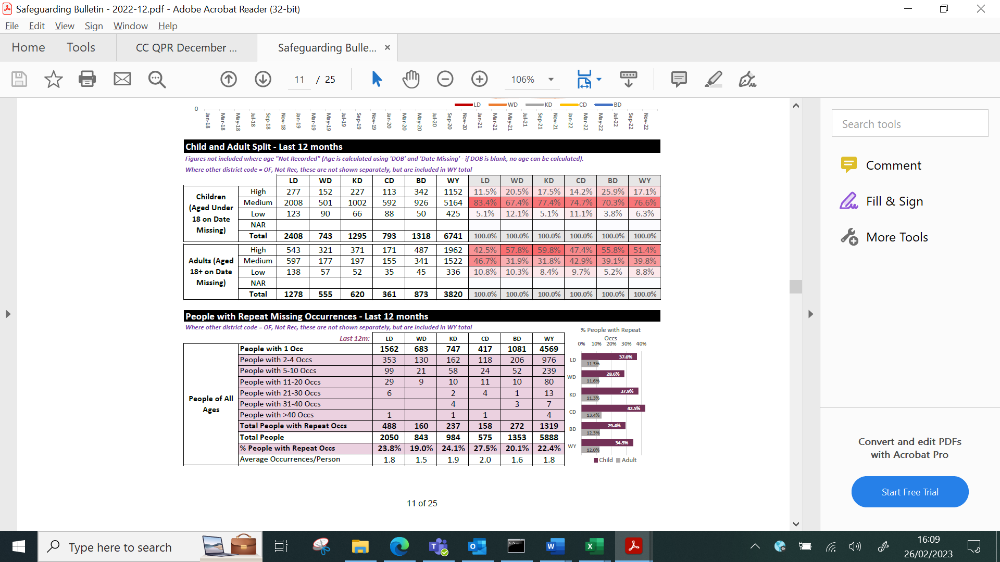 Safeguarding Bulletin - 2022-12.pdf - Adobe Acrobat Reader (32-bit)
File Edit View Sign Window Help
Home Tools CC QPR December ... Safeguarding Bulle... ×
11 / 25 106%
LD WD KD CD BD
0
Jan-18 Mar-18 May-18 Jul-18 Sep-18 Nov-18 Jan-19 Mar-19 May-19 Jul-19 Sep-19 Nov-19 Jan-20 Mar-20 May-20 Jul-20 Sep-20 Nov-20 Jan-21 Mar-21 May-21 Jul-21 Sep-21 Nov-21 Jan-22 Mar-22 May-22 Jul-22 Sep-22 Nov-22
Child and Adult Split - Last 12 months
Figures not included where age "Not Recorded" (Age is calculated using 'DOB' and 'Date Missing' - if DOB is blank, no age can be calculated).
Where other district code = OF, Not Rec, these are not shown separately, but are included in WY total
LD WD KD CD BD WY LD WD KD CD BD WY
Children (Aged Under 18 on Date Missing)
High 277 152 227 113 342 1152 11.5% 20.5% 17.5% 14.2% 25.9% 17.1%
Medium 2008 501 1002 592 926 5164 83.4% 67.4% 77.4% 74.7% 70.3% 76.6%
Low 123 90 66 88 50 425 5.1% 12.1% 5.1% 11.1% 3.8% 6.3%
NAR
Total 2408 743 1295 793 1318 6741 100.0% 100.0% 100.0% 100.0% 100.0% 100.0%
Adults (Aged 18+ on Date Missing)
High 543 321 371 171 487 1962 42.5% 57.8% 59.8% 47.4% 55.8% 51.4%
Medium 597 177 197 155 341 1522 46.7% 31.9% 31.8% 42.9% 39.1% 39.8%
Low 138 57 52 35 45 336 10.8% 10.3% 8.4% 9.7% 5.2% 8.8%
NAR
Total 1278 555 620 361 873 3820 100.0% 100.0% 100.0% 100.0% 100.0% 100.0%
People with Repeat Missing Occurrences - Last 12 months
Where other district code = OF, Not Rec, these are not shown separately, but are included in WY total
Last 12m: LD WD KD CD BD WY
People of All Ages
People with 1 Occ 1562 683 747 417 1081 4569
People with 2-4 Occs 353 130 162 118 206 976
People with 5-10 Occs 99 21 58 24 52 239
People with 11-20 Occs 29 9 10 11 10 80
People with 21-30 Occs 6 2 4 1 13
People with 31-40 Occs 4 3 7
People with >40 Occs 1 1 1 4
Total People with Repeat Occs 488 160 237 158 272 1319
Total People 2050 843 984 575 1353 5888
% People with Repeat Occs 23.8% 19.0% 24.1% 27.5% 20.1% 22.4%
Average Occurrences/Person 1.8 1.5 1.9 2.0 1.6 1.8
% People with Repeat
Occs
0% 10% 20% 30% 40%
LD 37.0% 11.3%
WD 28.6% 11.6%
KD 37.9% 11.3%
CD 42.5% 13.4%
BD 29.4% 12.3%
WY 34.5% 12.0%
Child Adult
11 of 25
Search tools
Comment
Fill & Sign
More Tools
Convert and edit PDFs
with Acrobat Pro
Start Free Trial
Type here to search
16:09
26/02/2023